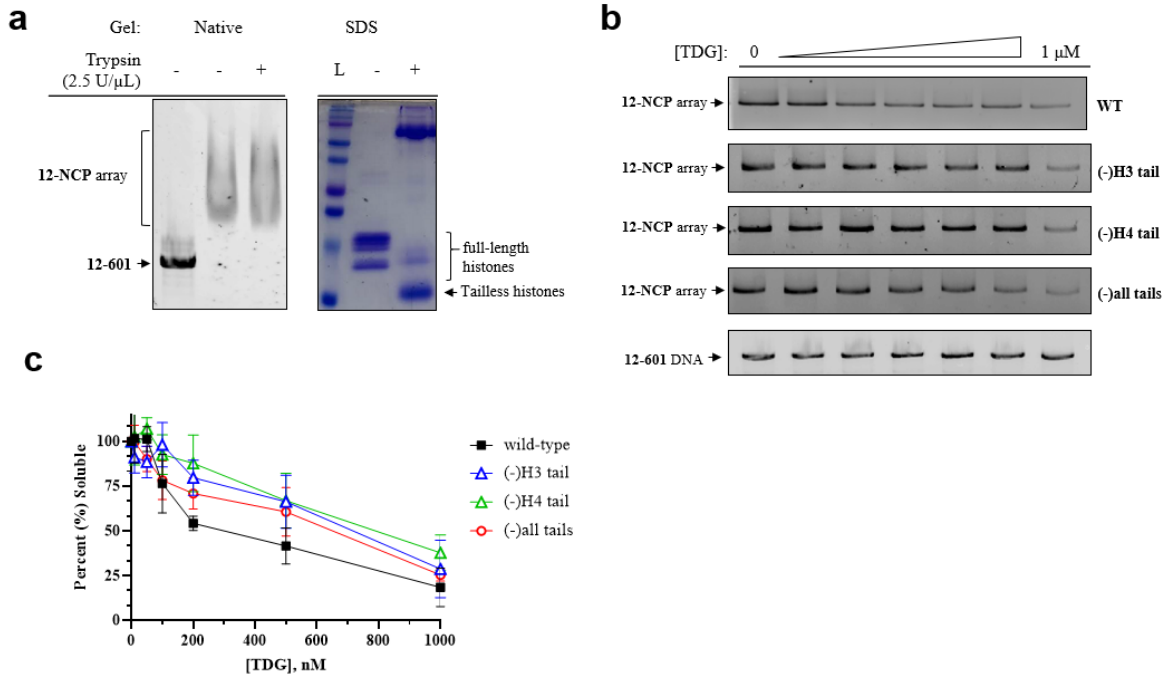 a
Gel: Native SDS
Trypsin
(2.5 U/μL) - - + L - +
12-NCP array
12-601
full-length
histones
Tailless histones
b
[TDG]: 0 1 μM
12-NCP array WT
12-NCP array (-)H3 tail
12-NCP array (-)H4 tail
12-NCP array (-)all tails
12-601 DNA
c
Percent (%) Soluble
100
75
50
25
0
0 200 400 600 800 1000
[TDG], nM
wild-type
(-)H3 tail
(-)H4 tail
(-)all tails